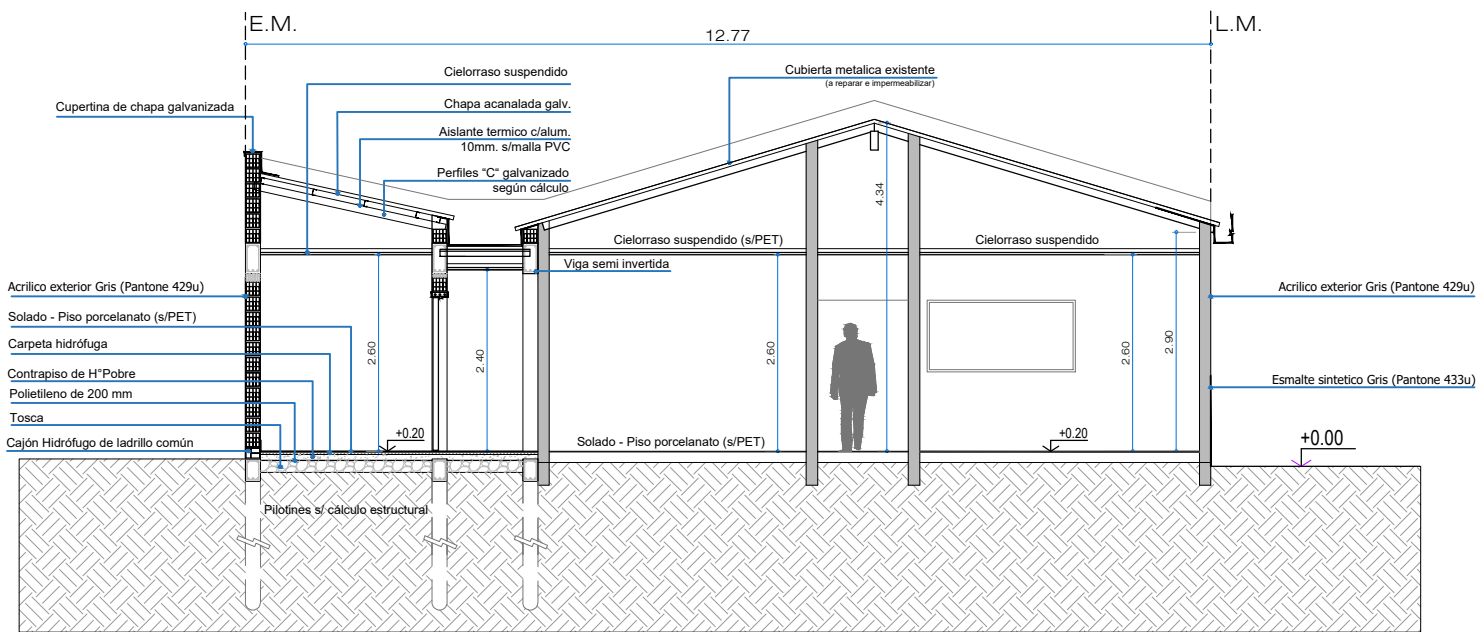 E.M.
L.M.
12.77
Cielorraso suspendido
Cubierta metalica existente
(a reparar e impermeabilizar)
Cupertina de chapa galvanizada
Chapa acanalada galv.
Aislante termico c/alum.
10mm. s/malla PVC
Perfiles "C" galvanizado
según cálculo
4.34
Cielorraso suspendido (s/PET)
Cielorraso suspendido
Viga semi invertida
Acrilico exterior Gris (Pantone 429u)
Acrilico exterior Gris (Pantone 429u)
Solado - Piso porcelanato (s/PET)
Carpeta hidrófuga
2.60
2.40
2.60
2.60
2.90
Contrapiso de H°Pobre
Esmalte sintetico Gris (Pantone 433u)
Polietileno de 200 mm
Tosca
+0.20
+0.20
Cajón Hidrófugo de ladrillo común
Solado - Piso porcelanato (s/PET)
+0.00
Pilotines s/ cálculo estructural